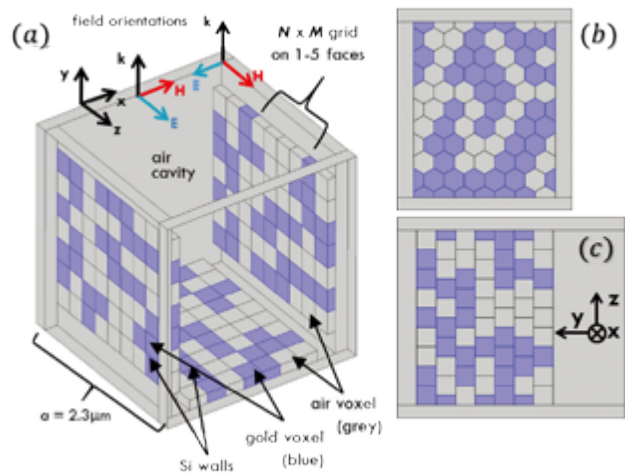 (a)
field orientations
k
k
y
x
z
H
E
E
H
N x M grid
on 1-5 faces
air
cavity
a = 2.3μm
Si walls
gold voxel
(blue)
air voxel
(grey)
(b)
(c)
z
y
x